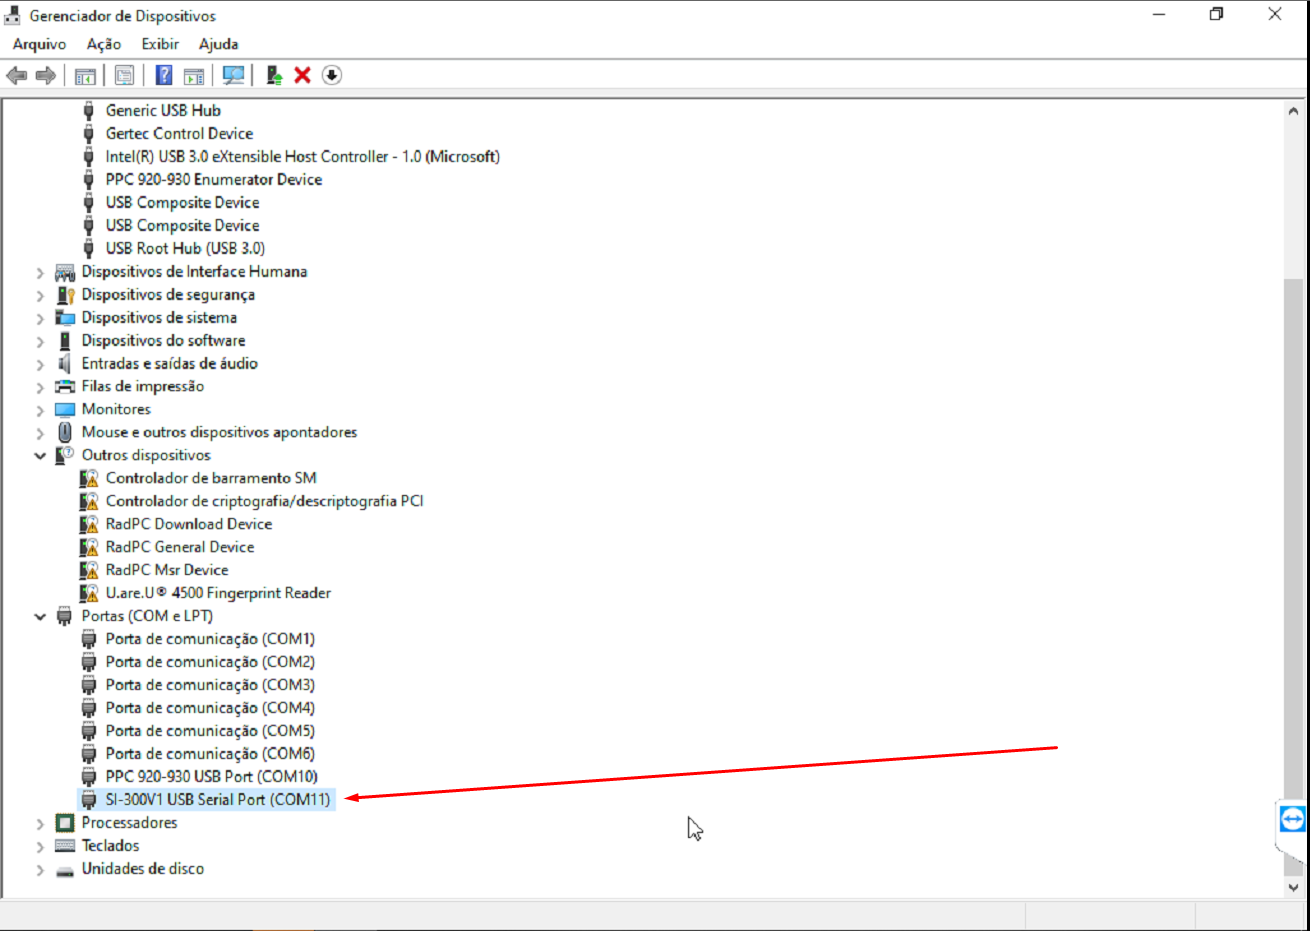 Gerenciador de Dispositivos
Arquivo Ação Exibir Ajuda
Generic USB Hub
Gertec Control Device
Intel(R) USB 3.0 eXtensible Host Controller - 1.0 (Microsoft)
PPC 920-930 Enumerator Device
USB Composite Device
USB Composite Device
USB Root Hub (USB 3.0)
Dispositivos de Interface Humana
Dispositivos de segurança
Dispositivos de sistema
Dispositivos do software
Entradas e saídas de áudio
Filas de impressão
Monitores
Mouse e outros dispositivos apontadores
Outros dispositivos
Controlador de barramento SM
Controlador de criptografia/descriptografia PCI
RadPC Download Device
RadPC General Device
RadPC Msr Device
U.are.U® 4500 Fingerprint Reader
Portas (COM e LPT)
Porta de comunicação (COM1)
Porta de comunicação (COM2)
Porta de comunicação (COM3)
Porta de comunicação (COM4)
Porta de comunicação (COM5)
Porta de comunicação (COM6)
PPC 920-930 USB Port (COM10)
SI-300V1 USB Serial Port (COM11)
Processadores
Teclados
Unidades de disco